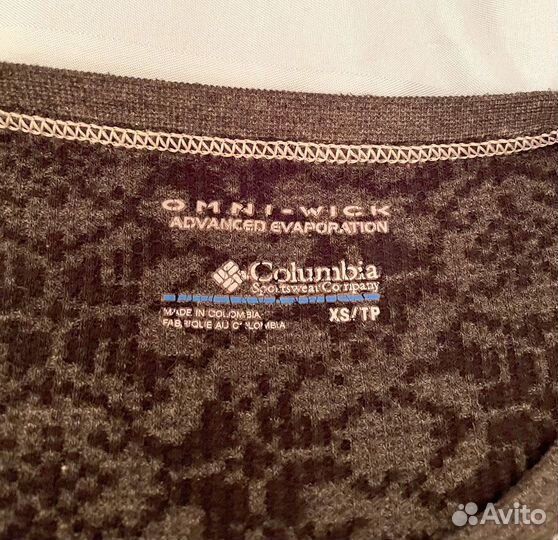 OMNI-WICK
ADVANCED EVAPORATION
Columbia
Sportswear Company
MADE IN COLOMBIA
FABRIQUE AU COLOMBIA
XS/TP
Avito